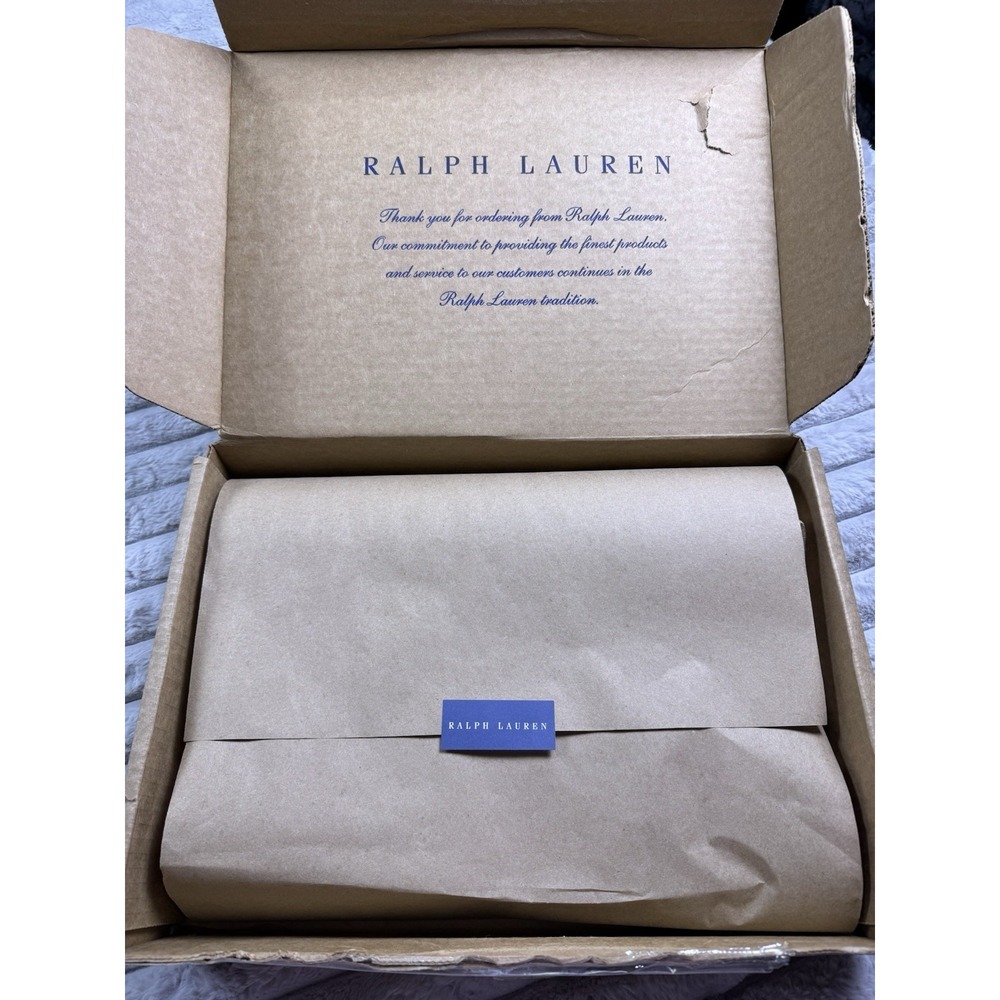 RALPH LAUREN
Thank you for ordering from Ralph Lauren.
Our commitment to providing the finest products
and service to our customers continues in the
Ralph Lauren tradition.
RALPH LAUREN